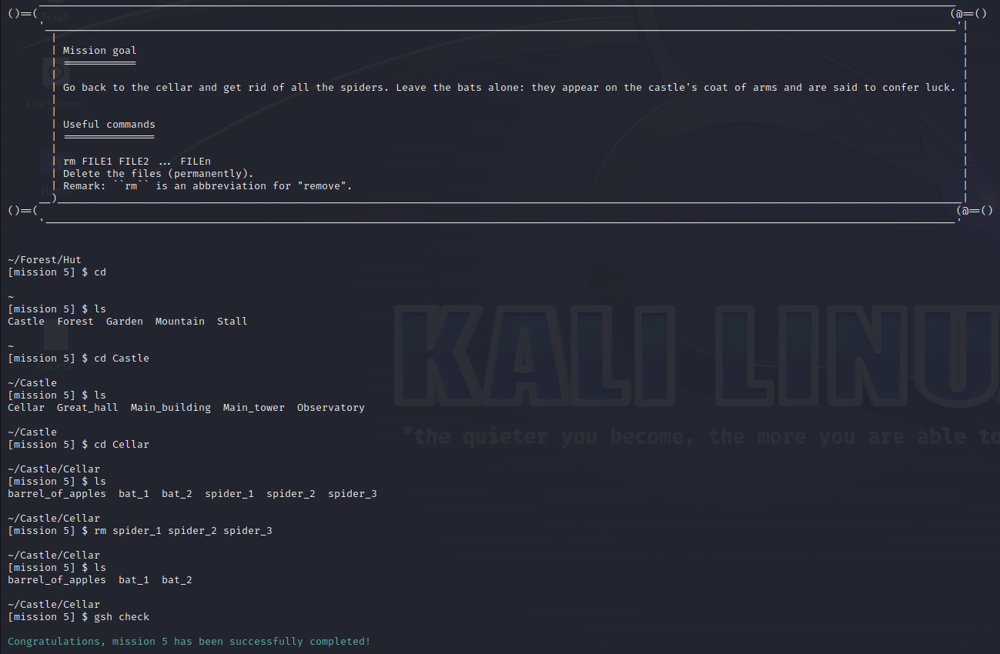 Trash
()==( (@==()
Mission goal
============
File System
Go back to the cellar and get rid of all the spiders. Leave the bats alone: they appear on the castle's coat of arms and are said to confer luck.
Useful commands
===============
rm FILE1 FILE2 ... FILEn
Delete the files (permanently).
Remark: ``rm`` is an abbreviation for "remove".
Home
()==( (@==()
~/Forest/Hut
[mission 5] $ cd
~
[mission 5] $ ls
Castle  Forest  Garden  Mountain  Stall
~
[mission 5] $ cd Castle
~/Castle
[mission 5] $ ls
Cellar  Great_hall  Main_building  Main_tower  Observatory
~/Castle
[mission 5] $ cd Cellar
KALI LINU
"the quieter you become, the more you are able to
~/Castle/Cellar
[mission 5] $ ls
barrel_of_apples  bat_1  bat_2  spider_1  spider_2  spider_3
~/Castle/Cellar
[mission 5] $ rm spider_1 spider_2 spider_3
~/Castle/Cellar
[mission 5] $ ls
barrel_of_apples  bat_1  bat_2
~/Castle/Cellar
[mission 5] $ gsh check
Congratulations, mission 5 has been successfully completed!